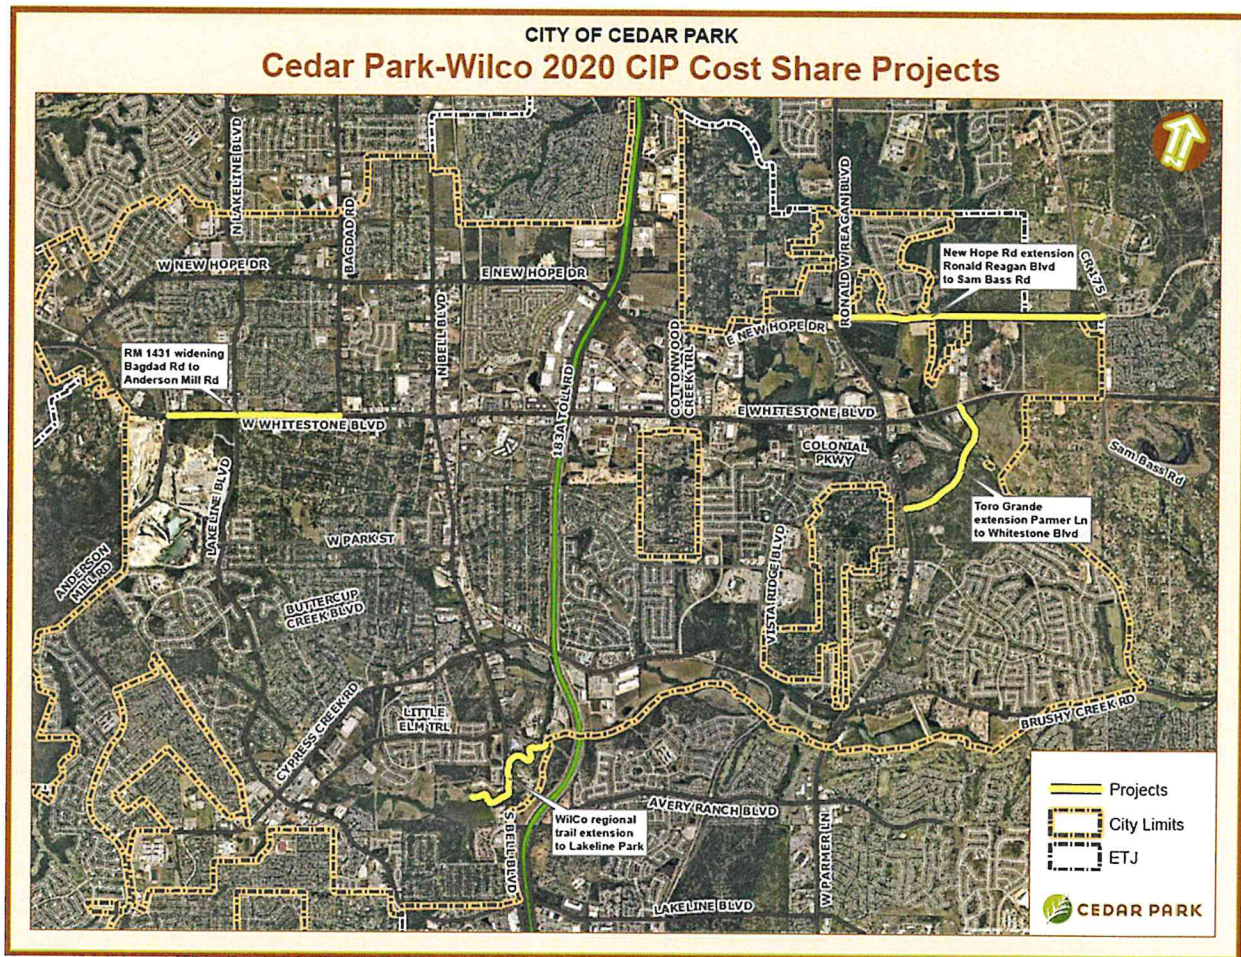 CITY OF CEDAR PARK
Cedar Park-Wilco 2020 CIP Cost Share Projects
N LAKELINE BLVD
BAGDAD RD
W NEW HOPE DR
E NEW HOPE DR
N BELL BLVD
183A TOLL RD
COTTONWOOD
CREEK TRL
E NEW HOPE DR
RONALD W REAGAN BLVD
New Hope Rd extension
Ronald Reagan Blvd
to Sam Bass Rd
CR 175
N
RM 1431 widening
Bagdad Rd to
Anderson Mill Rd
W WHITESTONE BLVD
E WHITESTONE BLVD
COLONIAL
PKWY
Sam Bass Rd
LAKELINE BLVD
W PARK ST
ANDERSON
MILL RD
BUTTERCUP
CREEK BLVD
VISTA RIDGE BLVD
Toro Grande
extension Parmer Ln
to Whitestone Blvd
CYPRESS CREEK RD
LITTLE
ELM TRL
BRUSHY CREEK RD
WilCo regional
trail extension
to Lakeline Park
S BELL BLVD
AVERY RANCH BLVD
W PARMER LN
LAKELINE BLVD
Projects
City Limits
ETJ
CEDAR PARK